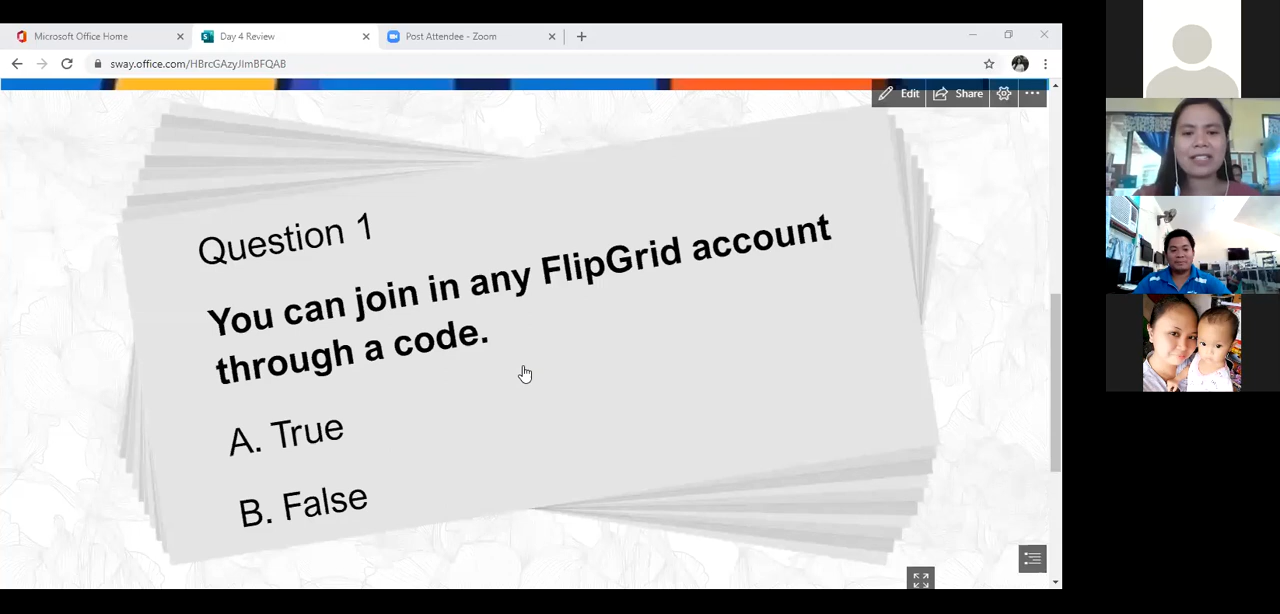 Microsoft Office Home
Day 4 Review
Post Attendee - Zoom
sway.office.com/HBrcGAzyJImBFQAB
Edit
Share
Question 1
You can join in any FlipGrid account
through a code.
A. True
B. False